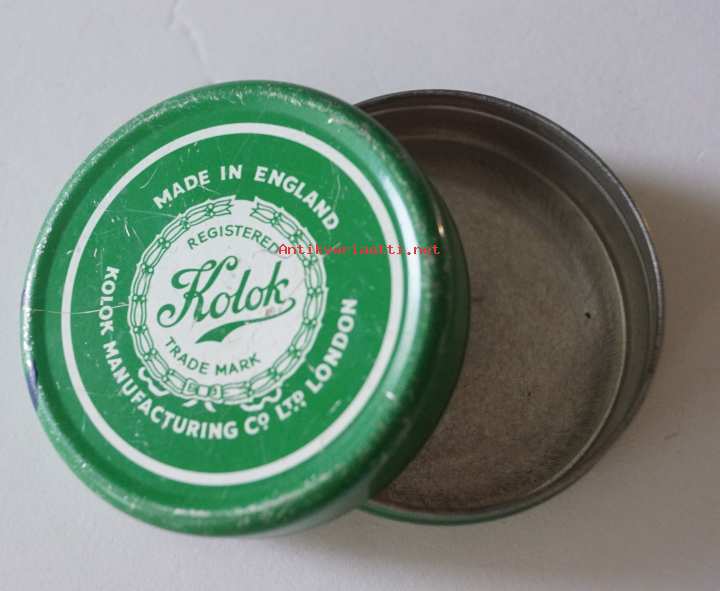 MADE IN ENGLAND
REGISTERED
Kolok
TRADE MARK
KOLOK MANUFACTURING Cº LTD LONDON
Antikvariaatti.net